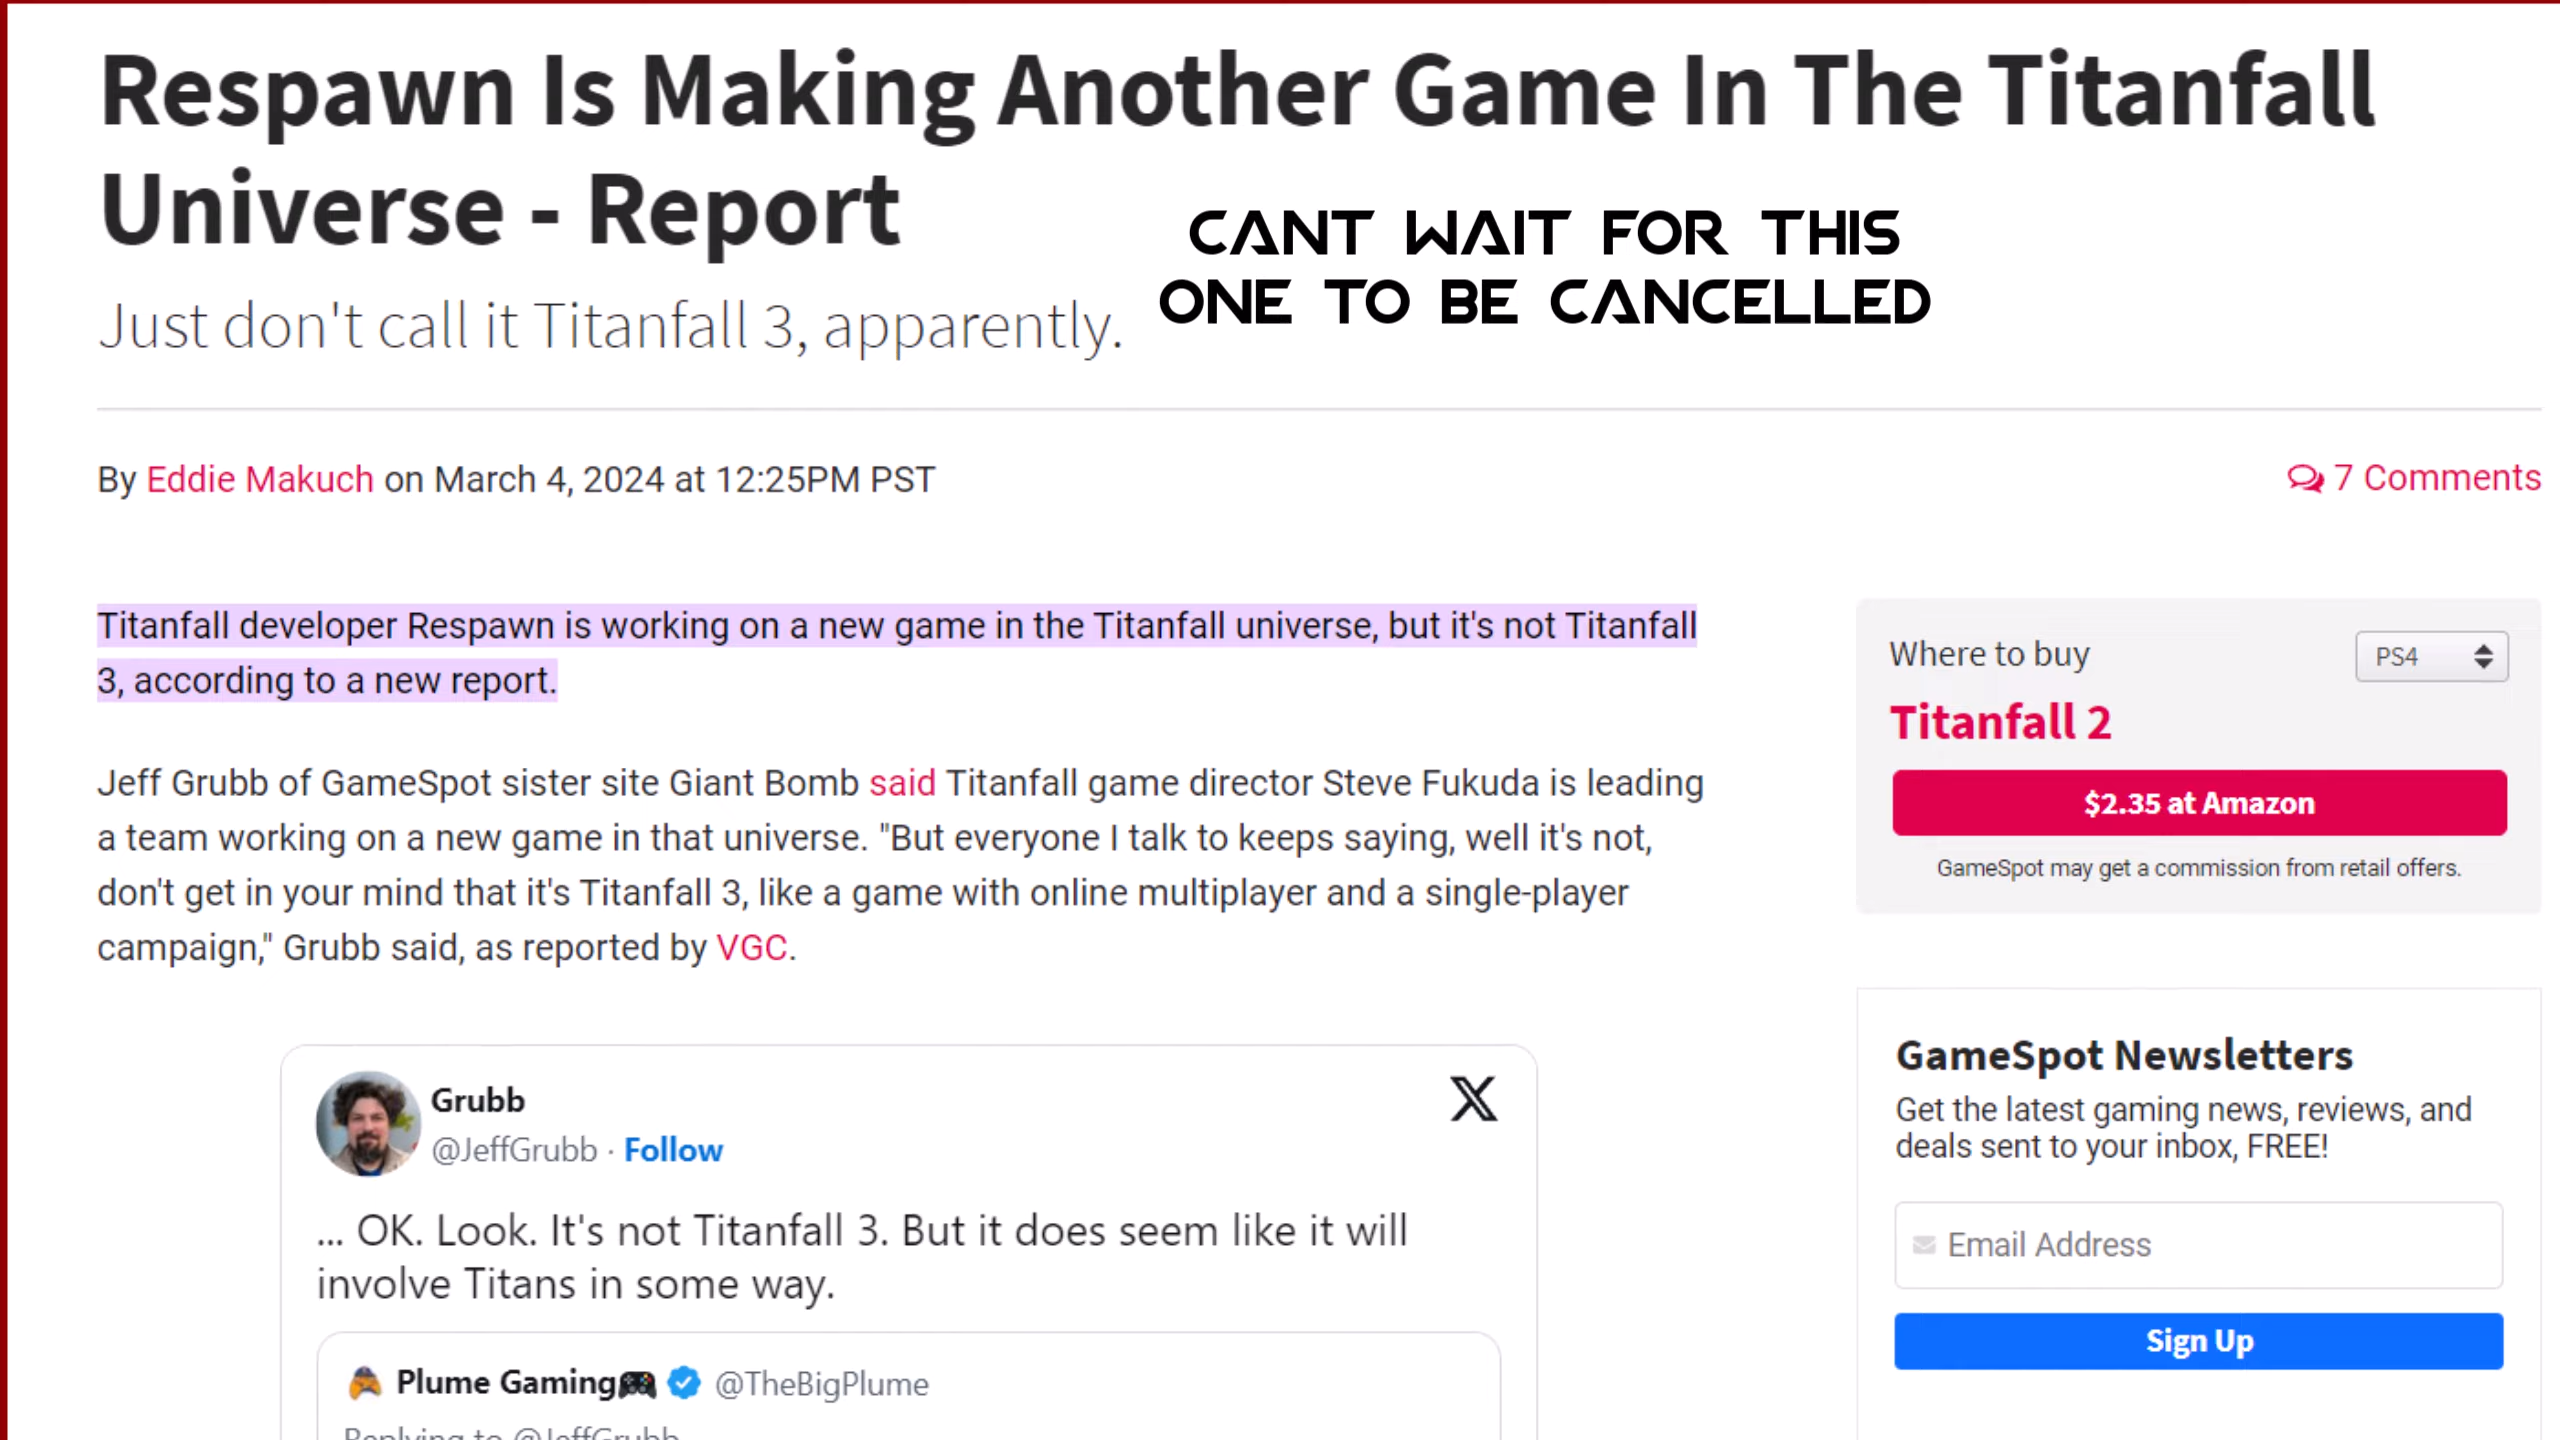 Respawn Is Making Another Game In The Titanfall
Universe - Report
CANT WAIT FOR THIS
ONE TO BE CANCELLED
Just don't call it Titanfall 3, apparently.
By Eddie Makuch on March 4, 2024 at 12:25PM PST
7 Comments
Titanfall developer Respawn is working on a new game in the Titanfall universe, but it's not Titanfall
3, according to a new report.
Jeff Grubb of GameSpot sister site Giant Bomb said Titanfall game director Steve Fukuda is leading
a team working on a new game in that universe. "But everyone I talk to keeps saying, well it's not,
don't get in your mind that it's Titanfall 3, like a game with online multiplayer and a single-player
campaign," Grubb said, as reported by VGC.
Grubb
@JeffGrubb · Follow
... OK. Look. It's not Titanfall 3. But it does seem like it will
involve Titans in some way.
Plume Gaming @TheBigPlume
Replying to @JeffGrubb
Where to buy
PS4
Titanfall 2
$2.35 at Amazon
GameSpot may get a commission from retail offers.
GameSpot Newsletters
Get the latest gaming news, reviews, and
deals sent to your inbox, FREE!
Email Address
Sign Up